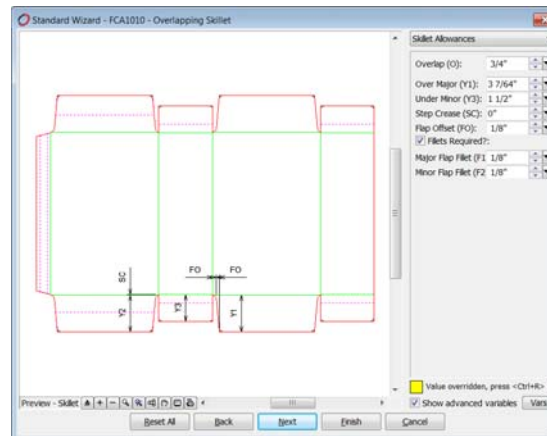 Standard Wizard - FCA1010 - Overlapping Skillet
Skillet Allowances
Overlap (O): 3/4"
Over Major (Y1): 3 7/64"
Under Minor (Y3): 1 1/2"
Step Crease (SC): 0"
Flap Offset (FO): 1/8"
Fillets Required?:
Major Flap Fillet (F1 1/8"
Minor Flap Fillet (F2 1/8"
FO FO
SC
Y2 Y3 Y1
Value overridden, press <Ctrl+R>
Preview - Skillet
Show advanced variables Vars
Reset All Back Next Finish Cancel